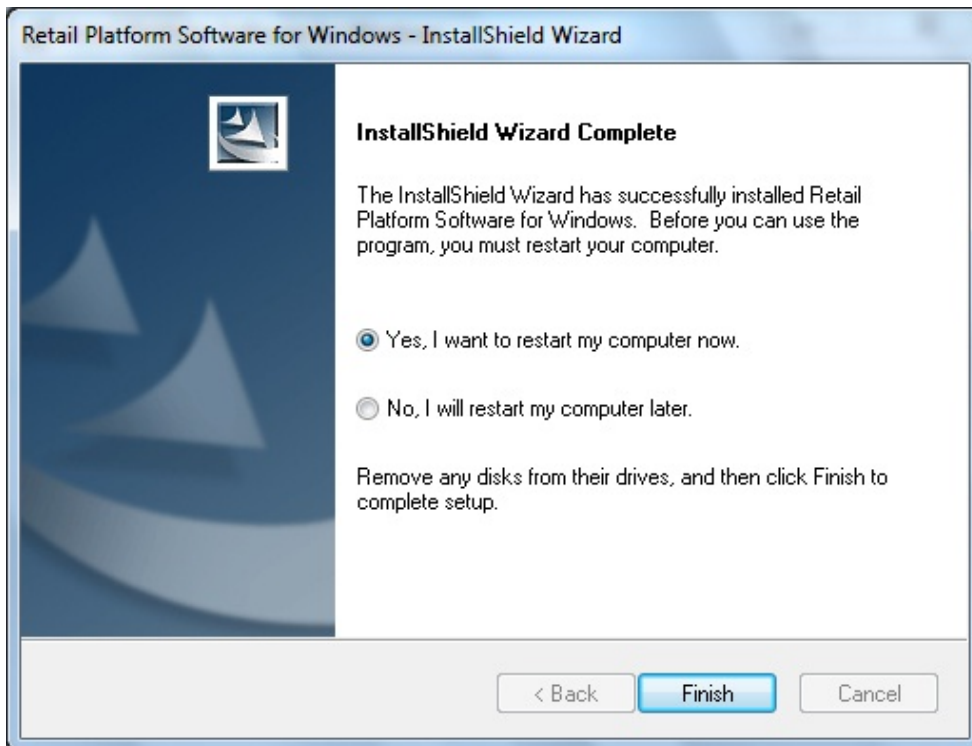 Retail Platform Software for Windows - InstallShield Wizard
InstallShield Wizard Complete
The InstallShield Wizard has successfully installed Retail
Platform Software for Windows.  Before you can use the
program, you must restart your computer.
Yes, I want to restart my computer now.
No, I will restart my computer later.
Remove any disks from their drives, and then click Finish to
complete setup.
< Back
Finish
Cancel